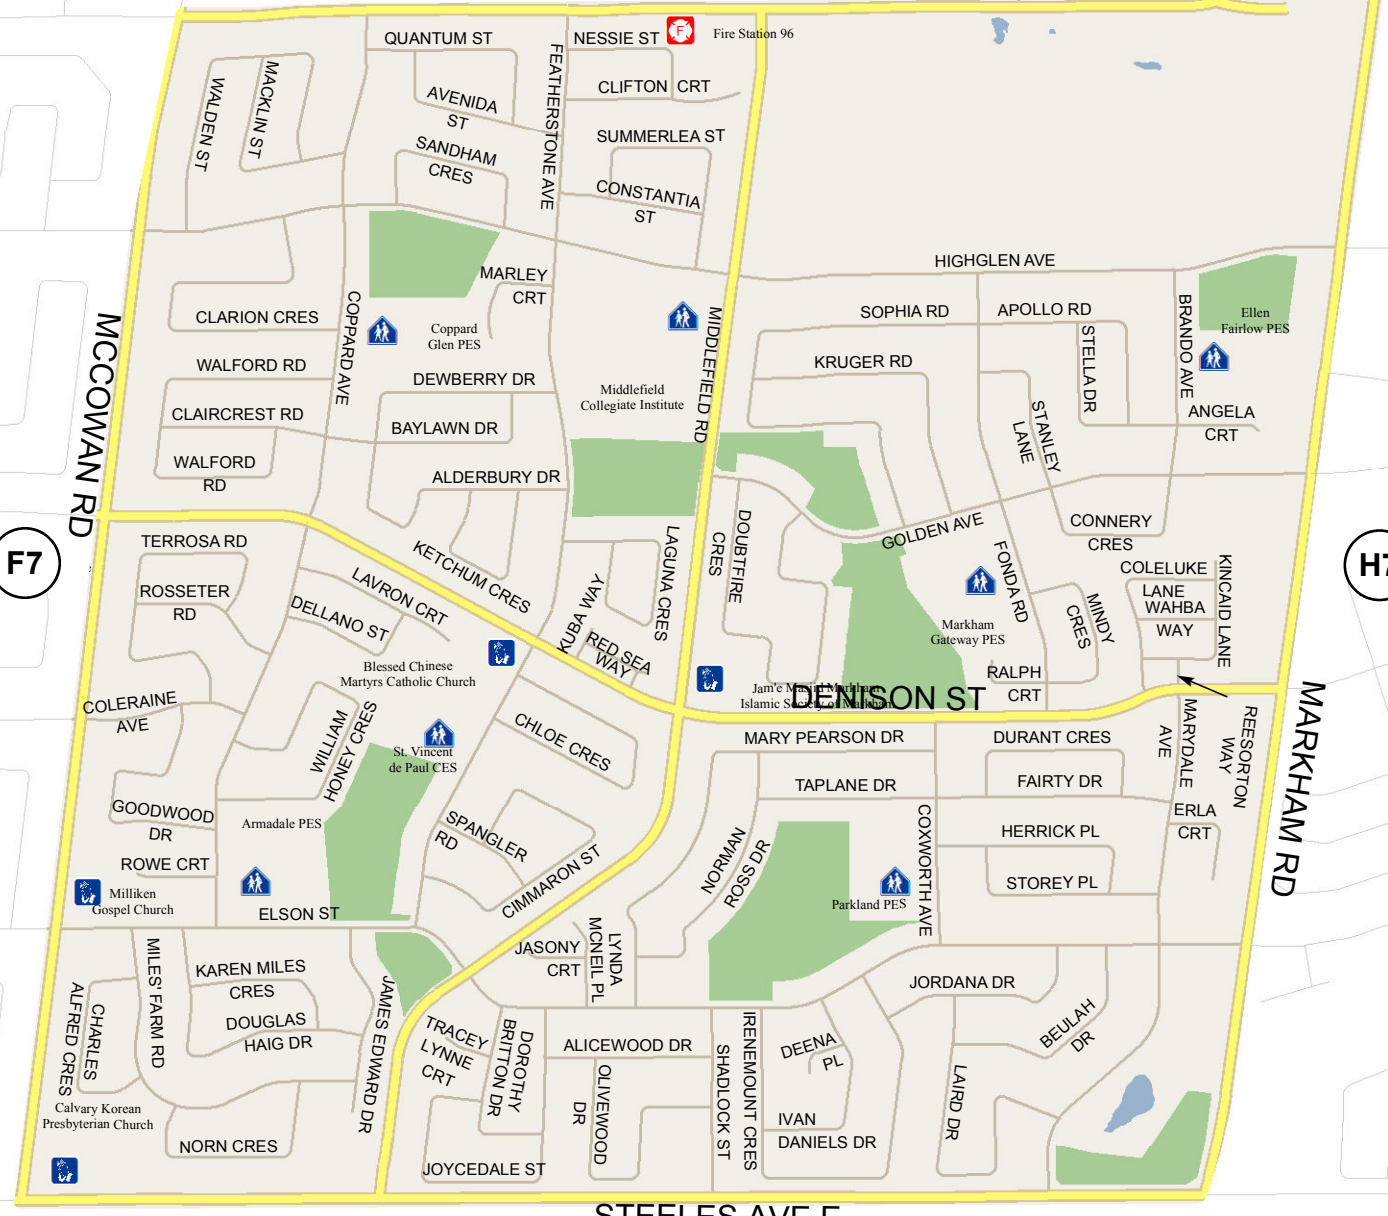 QUANTUM ST
NESSIE ST
F
Fire Station 96
WALDEN ST
MACKLIN ST
AVENIDA
ST
FEATHERSTONE AVE
CLIFTON CRT
SANDHAM
CRES
SUMMERLEA ST
CONSTANTIA
ST
HIGHGLEN AVE
MARLEY
CRT
CLARION CRES
COPPARD AVE
Coppard
Glen PES
MIDDLEFIELD RD
SOPHIA RD
APOLLO RD
STELLA DR
BRANDO AVE
Ellen
Fairlow PES
MCCOWAN RD
WALFORD RD
DEWBERRY DR
Middlefield
Collegiate Institute
KRUGER RD
CLAIRCREST RD
BAYLAWN DR
STANLEY
LANE
ANGELA
CRT
WALFORD
RD
ALDERBURY DR
F7
TERROSA RD
KETCHUM CRES
LAGUNA CRES
DOUBTFIRE
CRES
GOLDEN AVE
CONNERY
CRES
H7
ROSSETER
RD
LAVRON CRT
DELLANO ST
KUBA WAY
RED SEA
WAY
FONDA RD
MINDY
CRES
COLELUKE
LANE
WAHBA
WAY
KINCAID LANE
Markham
Gateway PES
Blessed Chinese
Martyrs Catholic Church
RALPH
CRT
Jam'e Masjid Markham
Islamic Society of Markham
DENISON ST
COLERAINE
AVE
WILLIAM
HONEY CRES
St. Vincent
de Paul CES
CHLOE CRES
MARY PEARSON DR
DURANT CRES
MARYDALE
AVE
REESORTON
WAY
MARKHAM RD
TAPLANE DR
FAIRTY DR
GOODWOOD
DR
Armadale PES
SPANGLER
RD
COXWORTH AVE
HERRICK PL
ERLA
CRT
ROWE CRT
CIMMARON ST
NORMAN
ROSS DR
STOREY PL
Milliken
Gospel Church
Parkland PES
ELSON ST
JASONY
CRT
MCNEIL PL
LYNDA
MILES' FARM RD
KAREN MILES
CRES
JORDANA DR
ALFRED CRES
CHARLES
DOUGLAS
HAIG DR
JAMES EDWARD DR
TRACEY
LYNNE
CRT
DOROTHY
BRITTON DR
ALICEWOOD DR
OLIVEWOOD
DR
SHADLOCK ST
IRENEMOUNT CRES
DEENA
PL
BEULAH
DR
LAIRD DR
Calvary Korean
Presbyterian Church
IVAN
DANIELS DR
NORN CRES
JOYCEDALE ST
STEELES AVE E